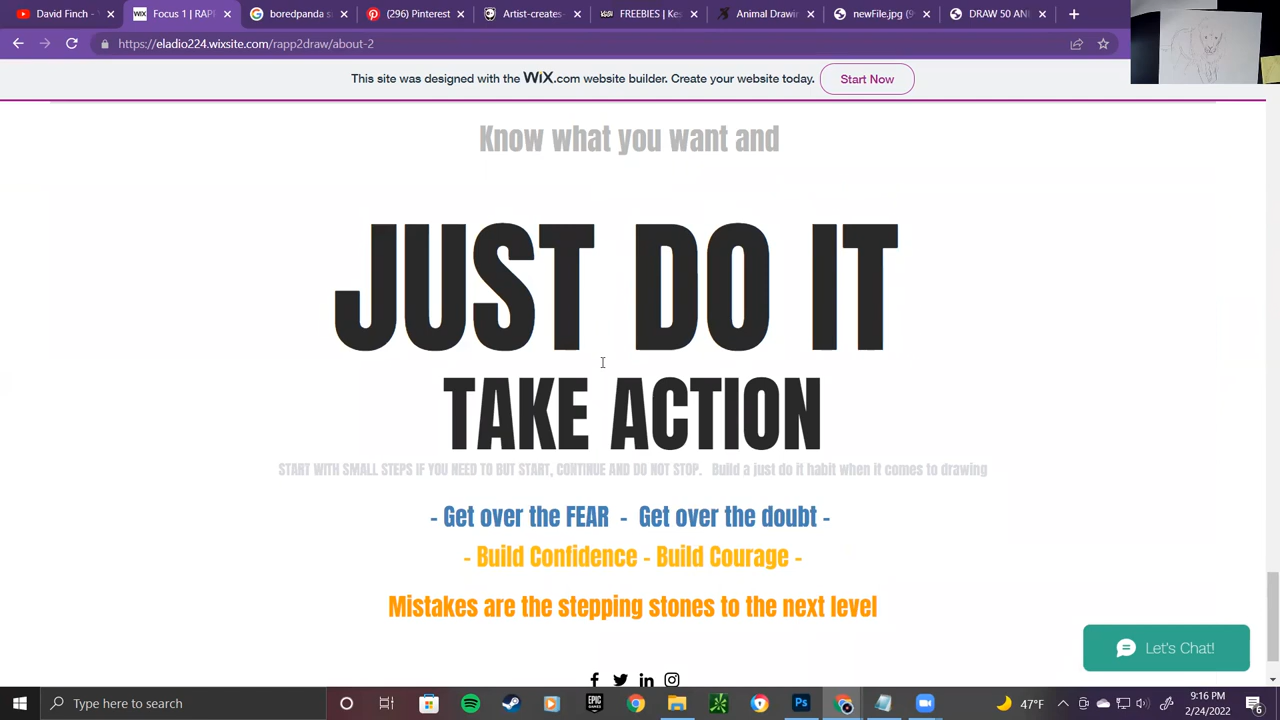 David Finch - V
Focus 1 | RAPP
boredpanda s
(296) Pinterest
Artist-creates-
FREEBIES | Kes
Animal Drawin
newFile.jpg (9
DRAW 50 ANI
https://eladio224.wixsite.com/rapp2draw/about-2
This site was designed with the WiX.com website builder. Create your website today. Start Now
Know what you want and
JUST DO IT
TAKE ACTION
START WITH SMALL STEPS IF YOU NEED TO BUT START, CONTINUE AND DO NOT STOP. Build a just do it habit when it comes to drawing
- Get over the FEAR - Get over the doubt -
- Build Confidence - Build Courage -
Mistakes are the stepping stones to the next level
Let's Chat!
Type here to search
47°F
9:16 PM
2/24/2022
6